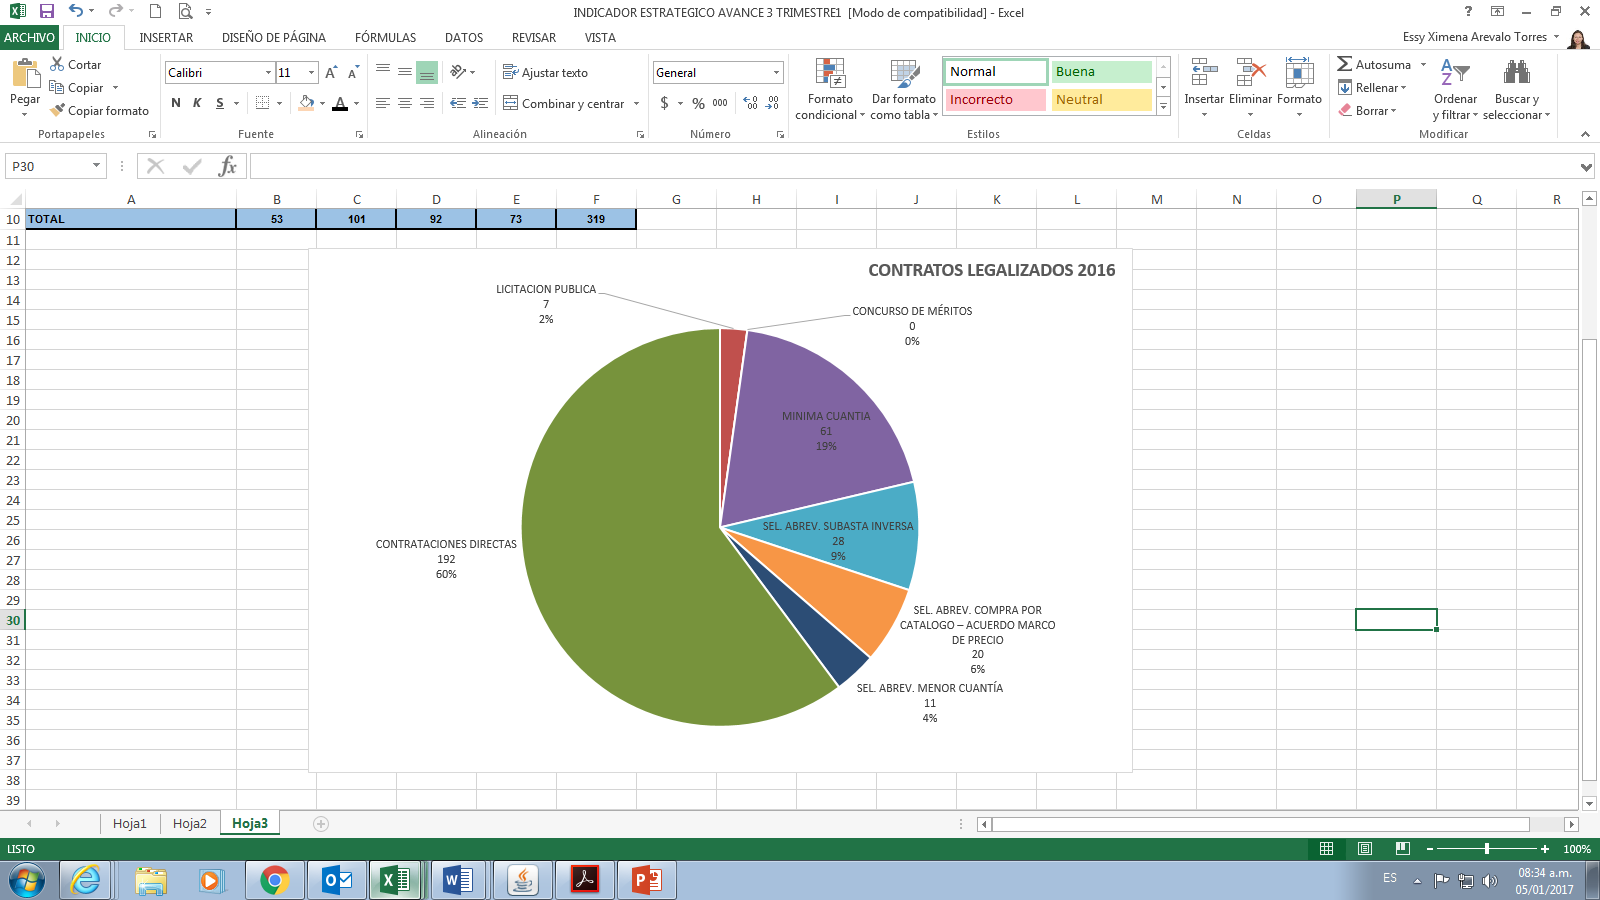 INDICADOR ESTRATEGICO AVANCE 3 TRIMESTRE1 [Modo de compatibilidad] - Excel
ARCHIVO INICIO INSERTAR DISEÑO DE PÁGINA FÓRMULAS DATOS REVISAR VISTA Essy Ximena Arevalo Torres
Pegar
Cortar
Copiar
Copiar formato
Portapapeles
Calibri 11
N K S
Fuente
Ajustar texto
Combinar y centrar
Alineación
General
$ % 000
Número
Formato condicional
Dar formato como tabla
Normal Buena
Incorrecto Neutral
Estilos
Insertar Eliminar Formato
Celdas
Autosuma
Rellenar
Borrar
Ordenar y filtrar
Buscar y seleccionar
Modificar
P30 fx
A B C D E F G H I J K L M N O P Q R
10 TOTAL 53 101 92 73 319
11
12
13
14
15
16
17
18
19
20
21
22
23
24
25
26
27
28
29
30
31
32
33
34
35
36
37
38
39
CONTRATOS LEGALIZADOS 2016
LICITACION PUBLICA
7
2%
CONCURSO DE MÉRITOS
0
0%
MINIMA CUANTIA
61
19%
SEL. ABREV. SUBASTA INVERSA
28
9%
CONTRATACIONES DIRECTAS
192
60%
SEL. ABREV. COMPRA POR
CATALOGO – ACUERDO MARCO
DE PRECIO
20
6%
SEL. ABREV. MENOR CUANTÍA
11
4%
Hoja1 Hoja2 Hoja3
LISTO 100%
ES 08:34 a.m.
05/01/2017